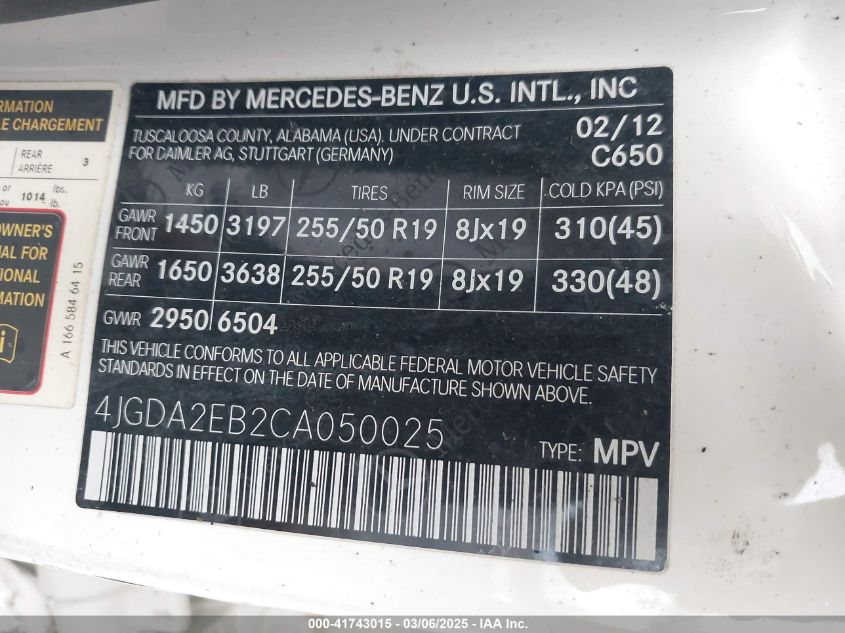 RMATION
LE CHARGEMENT
REAR
ARRIÈRE
3
or
ou
1014
lbs.
lb.
OWNER'S
AL FOR
TIONAL
MATION
i
A 166 584 64 15
MFD BY MERCEDES-BENZ U.S. INTL., INC
TUSCALOOSA COUNTY, ALABAMA (USA). UNDER CONTRACT
FOR DAIMLER AG, STUTTGART (GERMANY)
02/12
C650
KG LB TIRES RIM SIZE COLD KPA (PSI)
GAWR
FRONT 1450 3197 255/50 R19 8Jx19 310(45)
GAWR
REAR 1650 3638 255/50 R19 8Jx19 330(48)
GVWR 2950 6504
THIS VEHICLE CONFORMS TO ALL APPLICABLE FEDERAL MOTOR VEHICLE SAFETY
STANDARDS IN EFFECT ON THE DATE OF MANUFACTURE SHOWN ABOVE.
4JGDA2EB2CA050025
TYPE: MPV
000-41743015 — 03/06/2025 — IAA Inc.